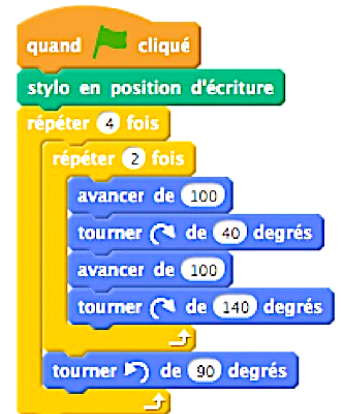 quand cliqué
stylo en position d'écriture
répéter 4 fois
répéter 2 fois
avancer de 100
tourner de 40 degrés
avancer de 100
tourner de 140 degrés
tourner de 90 degrés